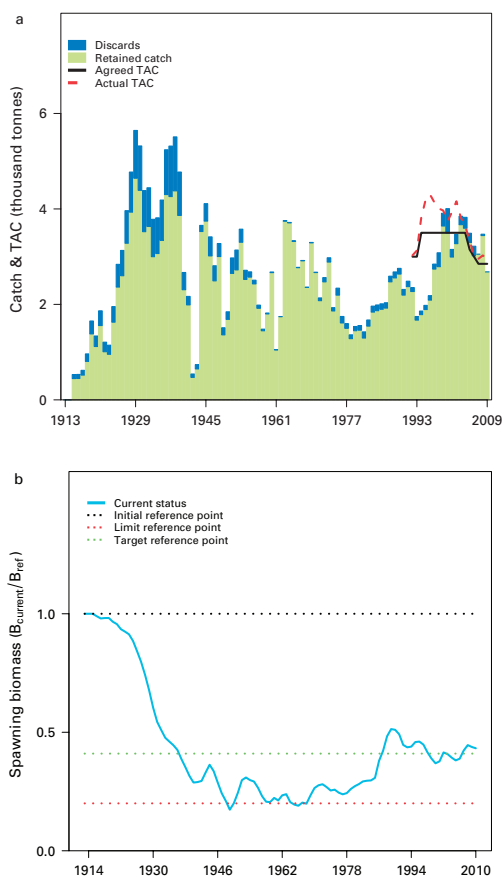 a
Discards
Retained catch
Agreed TAC
Actual TAC
Catch & TAC (thousand tonnes)
6
4
2
0
1913 1929 1945 1961 1977 1993 2009
b
Current status
Initial reference point
Limit reference point
Target reference point
Spawning biomass (Bcurrent/Bref)
1.0
0.5
0.0
1914 1930 1946 1962 1978 1994 2010